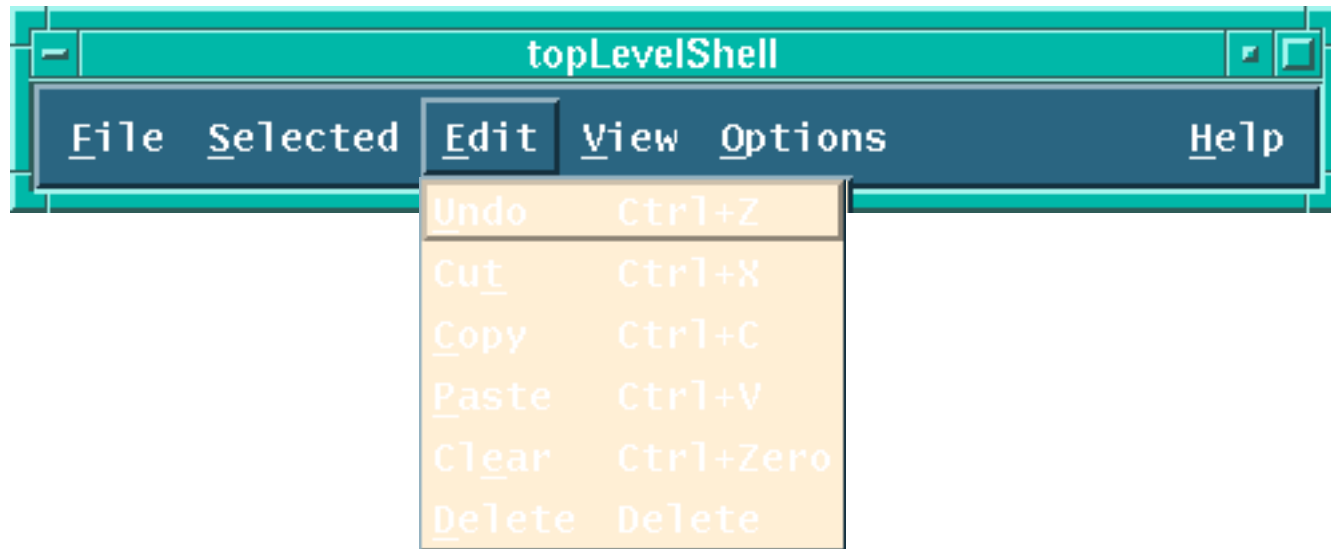 topLevelShell
File Selected Edit View Options Help
Undo Ctrl+Z
Cut Ctrl+X
Copy Ctrl+C
Paste Ctrl+V
Clear Ctrl+Zero
Delete Delete